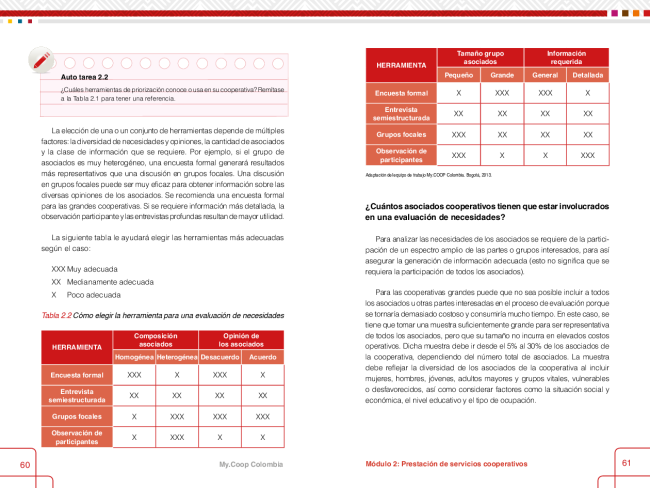 Auto tarea 2.2
¿Cuáles herramientas de priorización conoce o usa en su cooperativa? Remítase
a la Tabla 2.1 para tener una referencia.
La elección de una o un conjunto de herramientas depende de múltiples
factores: la diversidad de necesidades y opiniones, la cantidad de asociados
y la clase de información que se requiere. Por ejemplo, si el grupo de
asociados es muy heterogéneo, una encuesta formal generará resultados
más representativos que una discusión en grupos focales. Una discusión
en grupos focales puede ser muy eficaz para obtener información sobre las
diversas opiniones de los asociados. Se recomienda una encuesta formal
para las grandes cooperativas. Si se requiere información más detallada, la
observación participante y las entrevistas profundas resultan de mayor utilidad.
La siguiente tabla le ayudará elegir las herramientas más adecuadas
según el caso:
XXX Muy adecuada
XX Medianamente adecuada
X Poco adecuada
Tabla 2.2 Cómo elegir la herramienta para una evaluación de necesidades
HERRAMIENTA
Composición asociados
Opinión de los asociados
Homogénea Heterogénea Desacuerdo Acuerdo
Encuesta formal XXX X XXX X
Entrevista semiestructurada XX XX XX XX
Grupos focales X XXX XXX XXX
Observación de participantes X XXX X X
60
My.Coop Colombia
HERRAMIENTA
Tamaño grupo asociados
Información requerida
Pequeño Grande General Detallada
Encuesta formal X XXX XXX X
Entrevista semiestructurada XX XX XX XX
Grupos focales XXX XX XX XX
Observación de participantes XXX X X XXX
Adaptación del equipo de trabajo My.COOP Colombia. Bogotá, 2013.
¿Cuántos asociados cooperativos tienen que estar involucrados
en una evaluación de necesidades?
Para analizar las necesidades de los asociados se requiere de la partici-
pación de un espectro amplio de las partes o grupos interesados, para así
asegurar la generación de información adecuada (esto no significa que se
requiera la participación de todos los asociados).
Para las cooperativas grandes puede que no sea posible incluir a todos
los asociados u otras partes interesadas en el proceso de evaluación porque
se tornaría demasiado costoso y consumiría mucho tiempo. En este caso, se
tiene que tomar una muestra suficientemente grande para ser representativa
de todos los asociados, pero que su tamaño no incurra en elevados costos
operativos. Dicha muestra debe ir desde el 5% al 30% de los asociados de
la cooperativa, dependiendo del número total de asociados. La muestra
debe reflejar la diversidad de los asociados de la cooperativa al incluir
mujeres, hombres, jóvenes, adultos mayores y grupos vitales, vulnerables
o desfavorecidos, así como considerar factores como la situación social y
económica, el nivel educativo y el tipo de ocupación.
Módulo 2: Prestación de servicios cooperativos
61